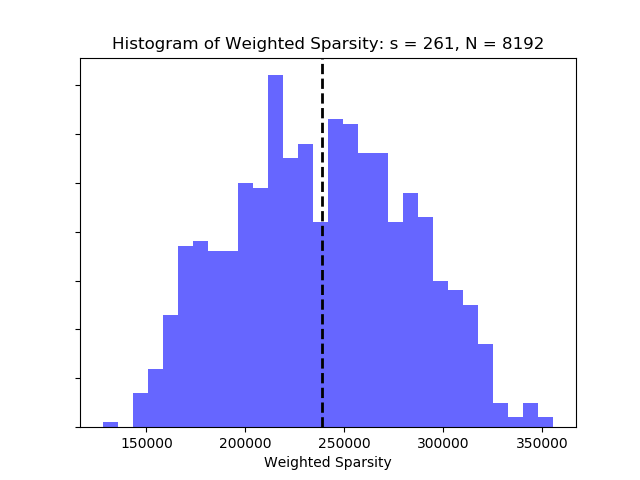 Histogram of Weighted Sparsity: s = 261, N = 8192
150000 200000 250000 300000 350000
Weighted Sparsity